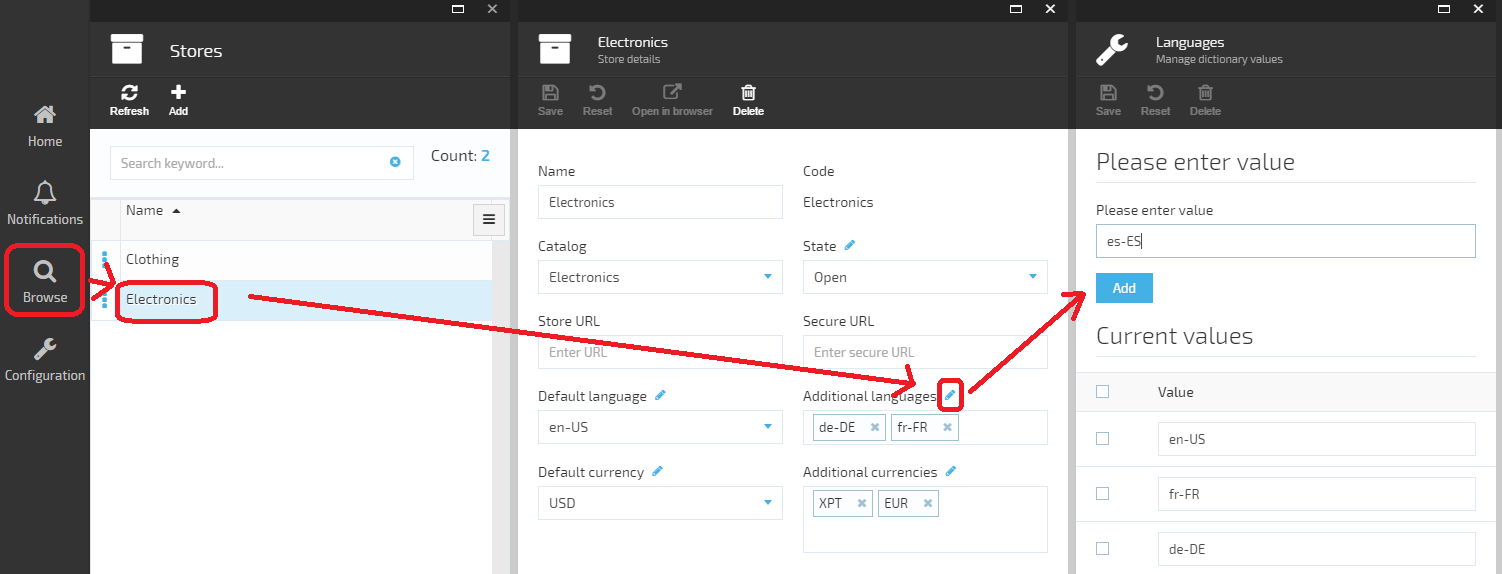 Home
Notifications
Browse
Configuration
Stores
Refresh Add
Search keyword...
Count: 2
Name
Clothing
Electronics
Electronics
Store details
Save Reset Open in browser Delete
Name Code
Electronics Electronics
Catalog State
Electronics Open
Store URL Secure URL
Enter URL Enter secure URL
Default language Additional languages
en-US de-DE fr-FR
Default currency Additional currencies
USD XPT EUR
Languages
Manage dictionary values
Save Reset Delete
Please enter value
Please enter value
es-ES
Add
Current values
Value
en-US
fr-FR
de-DE